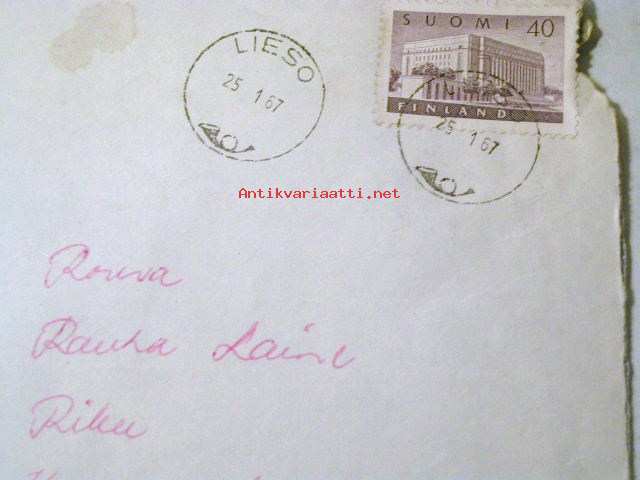 LIESO
25 1 67
SUOMI 40
FINLAND
25 1 67
Antikvariaatti.net
Rouva
Rauha Laine
Riku